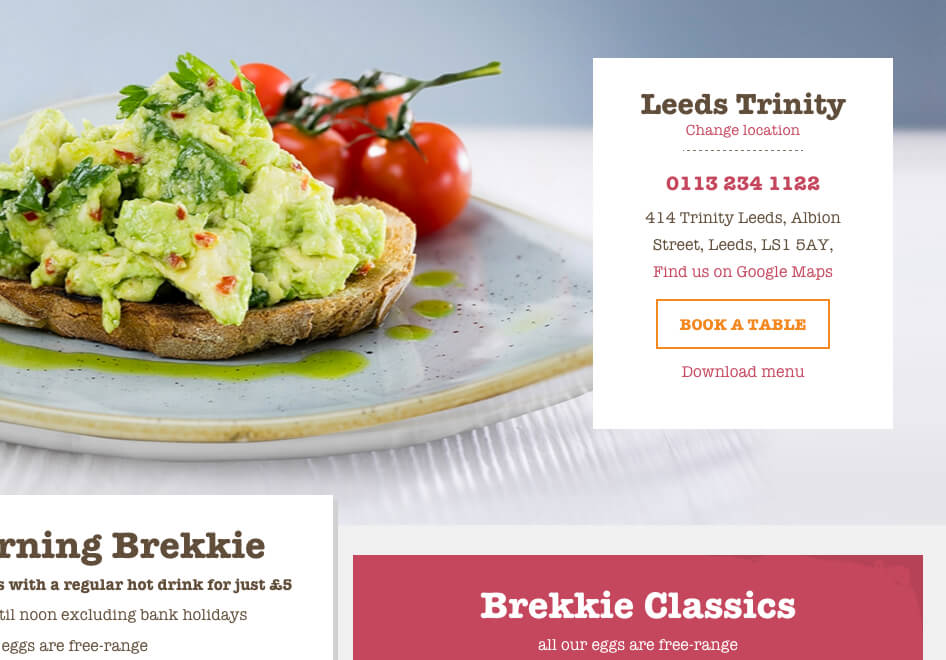 Leeds Trinity
Change location
0113 234 1122
414 Trinity Leeds, Albion
Street, Leeds, LS1 5AY,
Find us on Google Maps
BOOK A TABLE
Download menu
rning Brekkie
s with a regular hot drink for just £5
til noon excluding bank holidays
eggs are free-range
Brekkie Classics
all our eggs are free-range